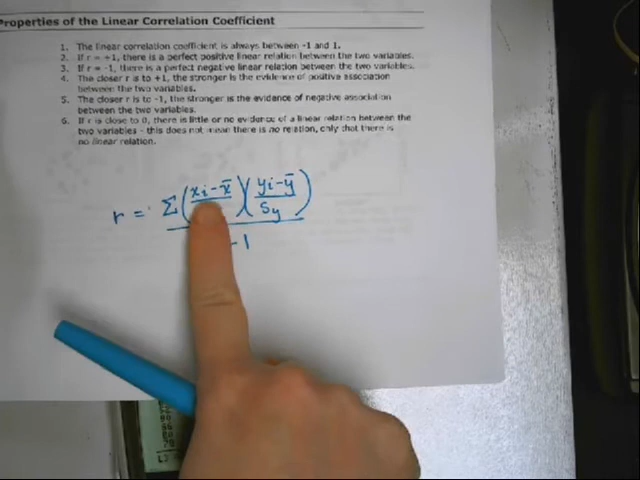 Properties of the Linear Correlation Coefficient
1. The linear correlation coefficient is always between -1 and 1.
2. If r = +1, there is a perfect positive linear relation between the two variables.
3. If r = -1, there is a perfect negative linear relation between the two variables.
4. The closer r is to +1, the stronger is the evidence of positive association
between the two variables.
5. The closer r is to -1, the stronger is the evidence of negative association
between the two variables.
6. If r is close to 0, there is little or no evidence of a linear relation between the
two variables - this does not mean there is no relation, only that there is
no linear relation.
r = Σ(xi-x̄)(yi-ȳ / Sy)
-1